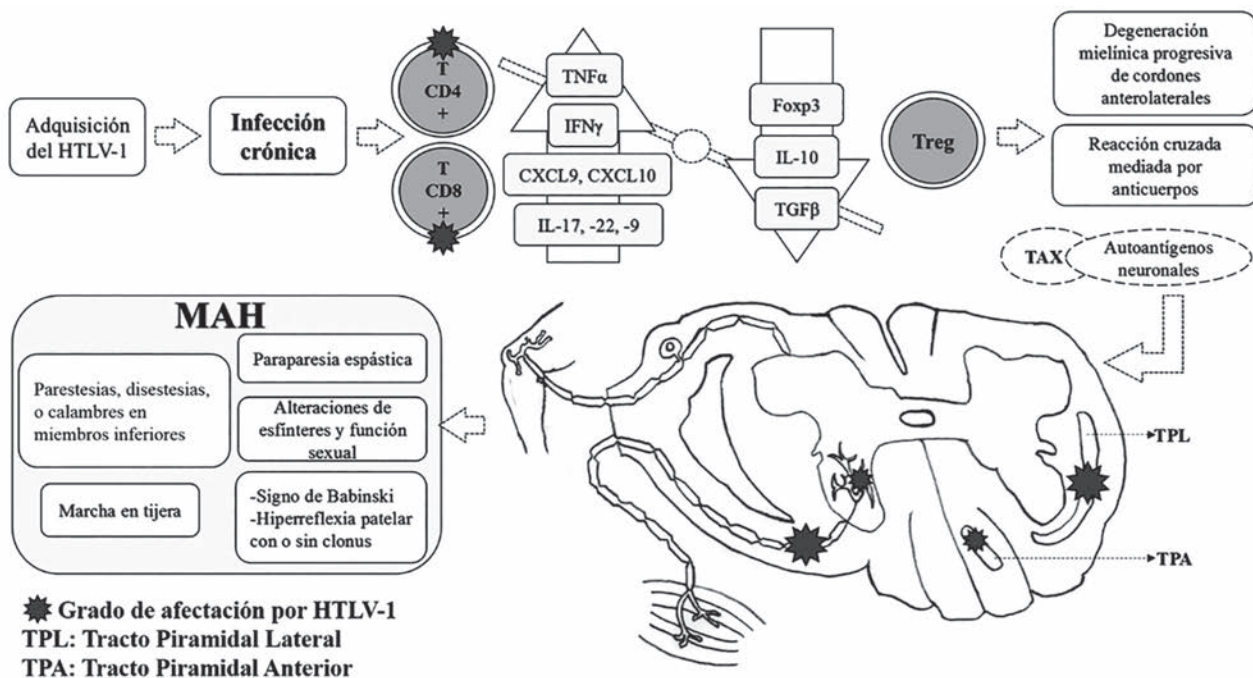 Adquisición
del HTLV-1
Infección
crónica
T
CD4
+
T
CD8
+
TNFα
IFNγ
CXCL9, CXCL10
IL-17, -22, -9
Foxp3
IL-10
TGFβ
Treg
Degeneración
mielínica progresiva
de cordones
anterolaterales
Reacción cruzada
mediada por
anticuerpos
TAX
Autoantígenos
neuronales
MAH
Parestesias, disestesias,
o calambres en
miembros inferiores
Marcha en tijera
Paraparesia espástica
Alteraciones de
esfínteres y función
sexual
-Signo de Babinski
-Hiperreflexia patelar
con o sin clonus
TPL
TPA
Grado de afectación por HTLV-1
TPL: Tracto Piramidal Lateral
TPA: Tracto Piramidal Anterior